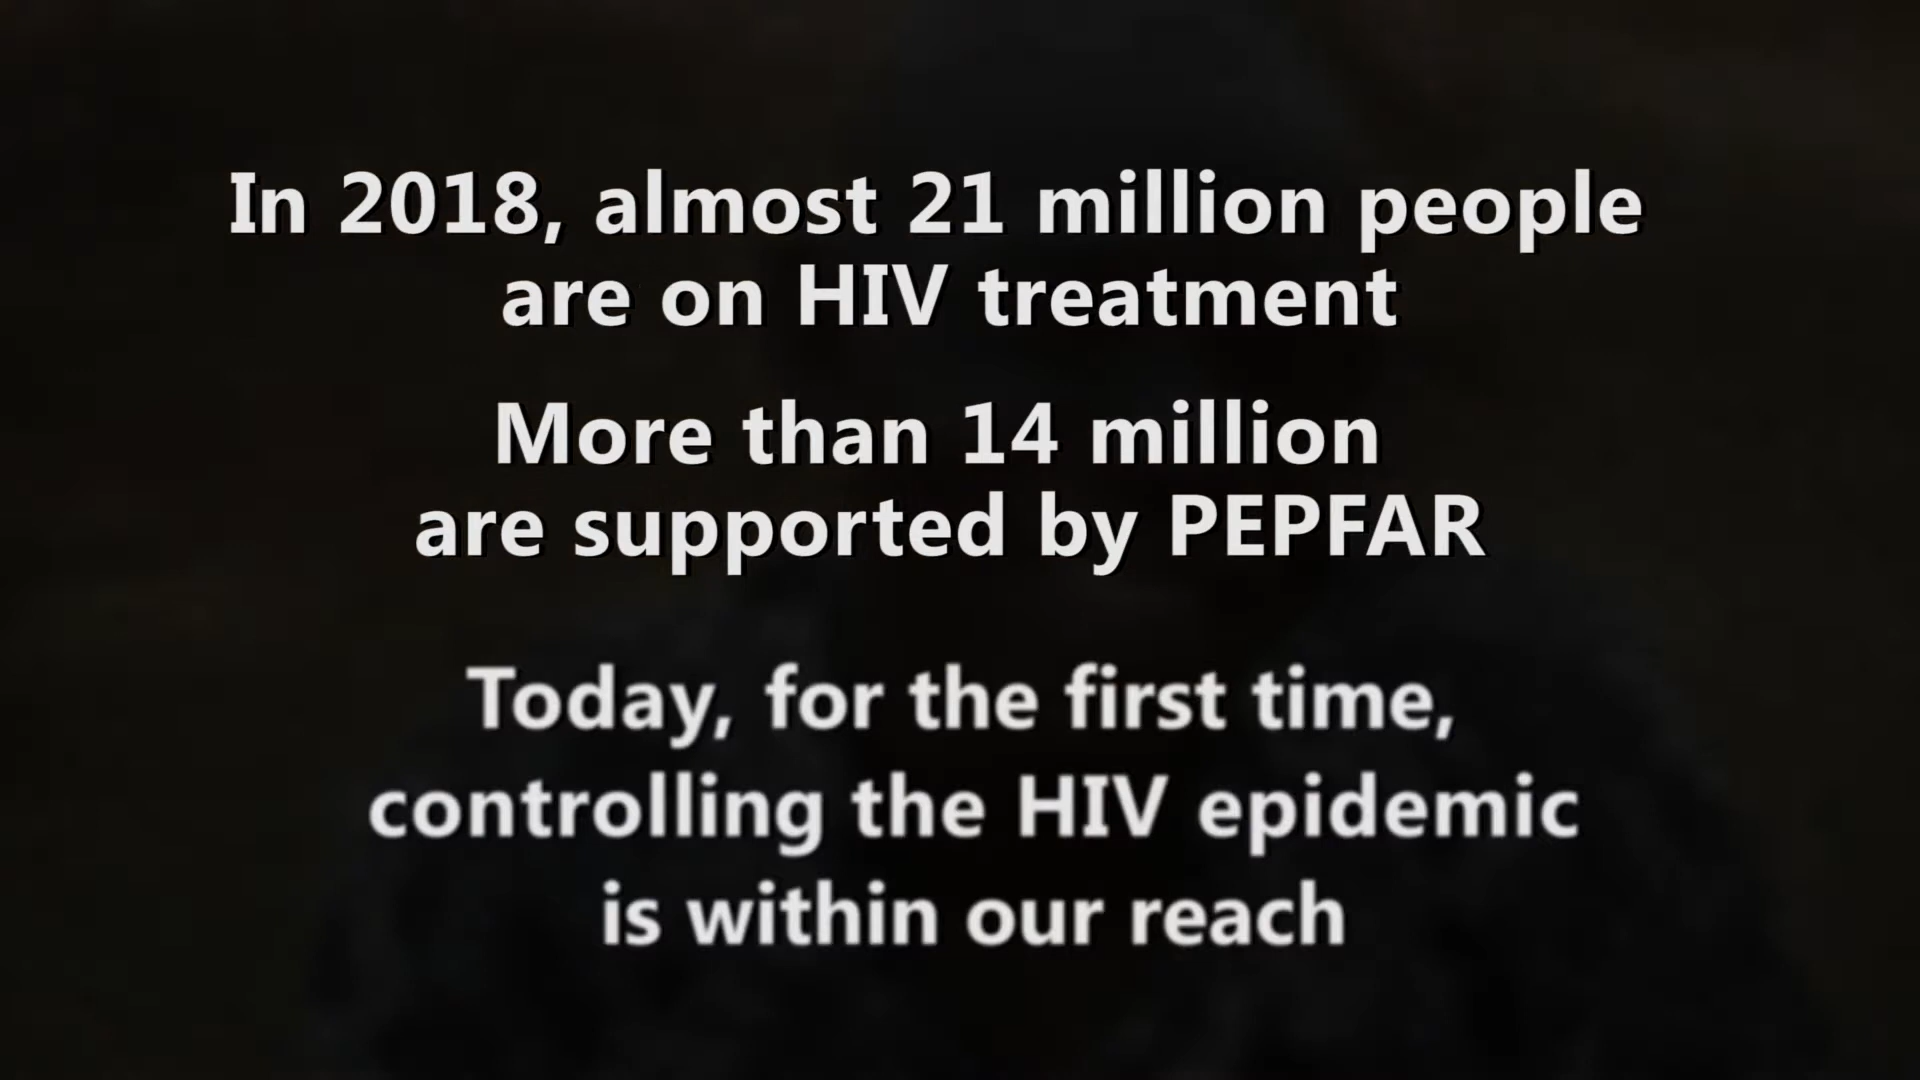 In 2018, almost 21 million people
are on HIV treatment
More than 14 million
are supported by PEPFAR
Today, for the first time,
controlling the HIV epidemic
is within our reach